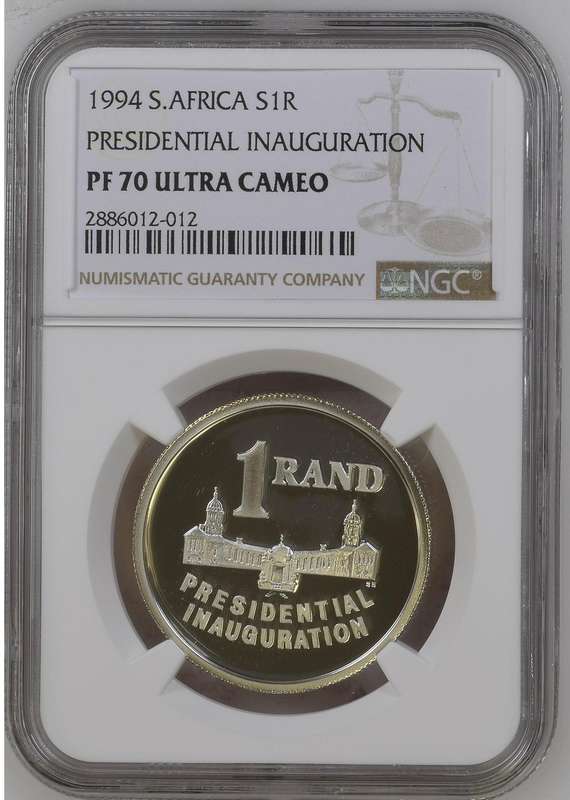 1994 S.AFRICA S1R
PRESIDENTIAL INAUGURATION
PF 70 ULTRA CAMEO
2886012-012
NUMISMATIC GUARANTY COMPANY
NGC®
1 RAND
PRESIDENTIAL
INAUGURATION